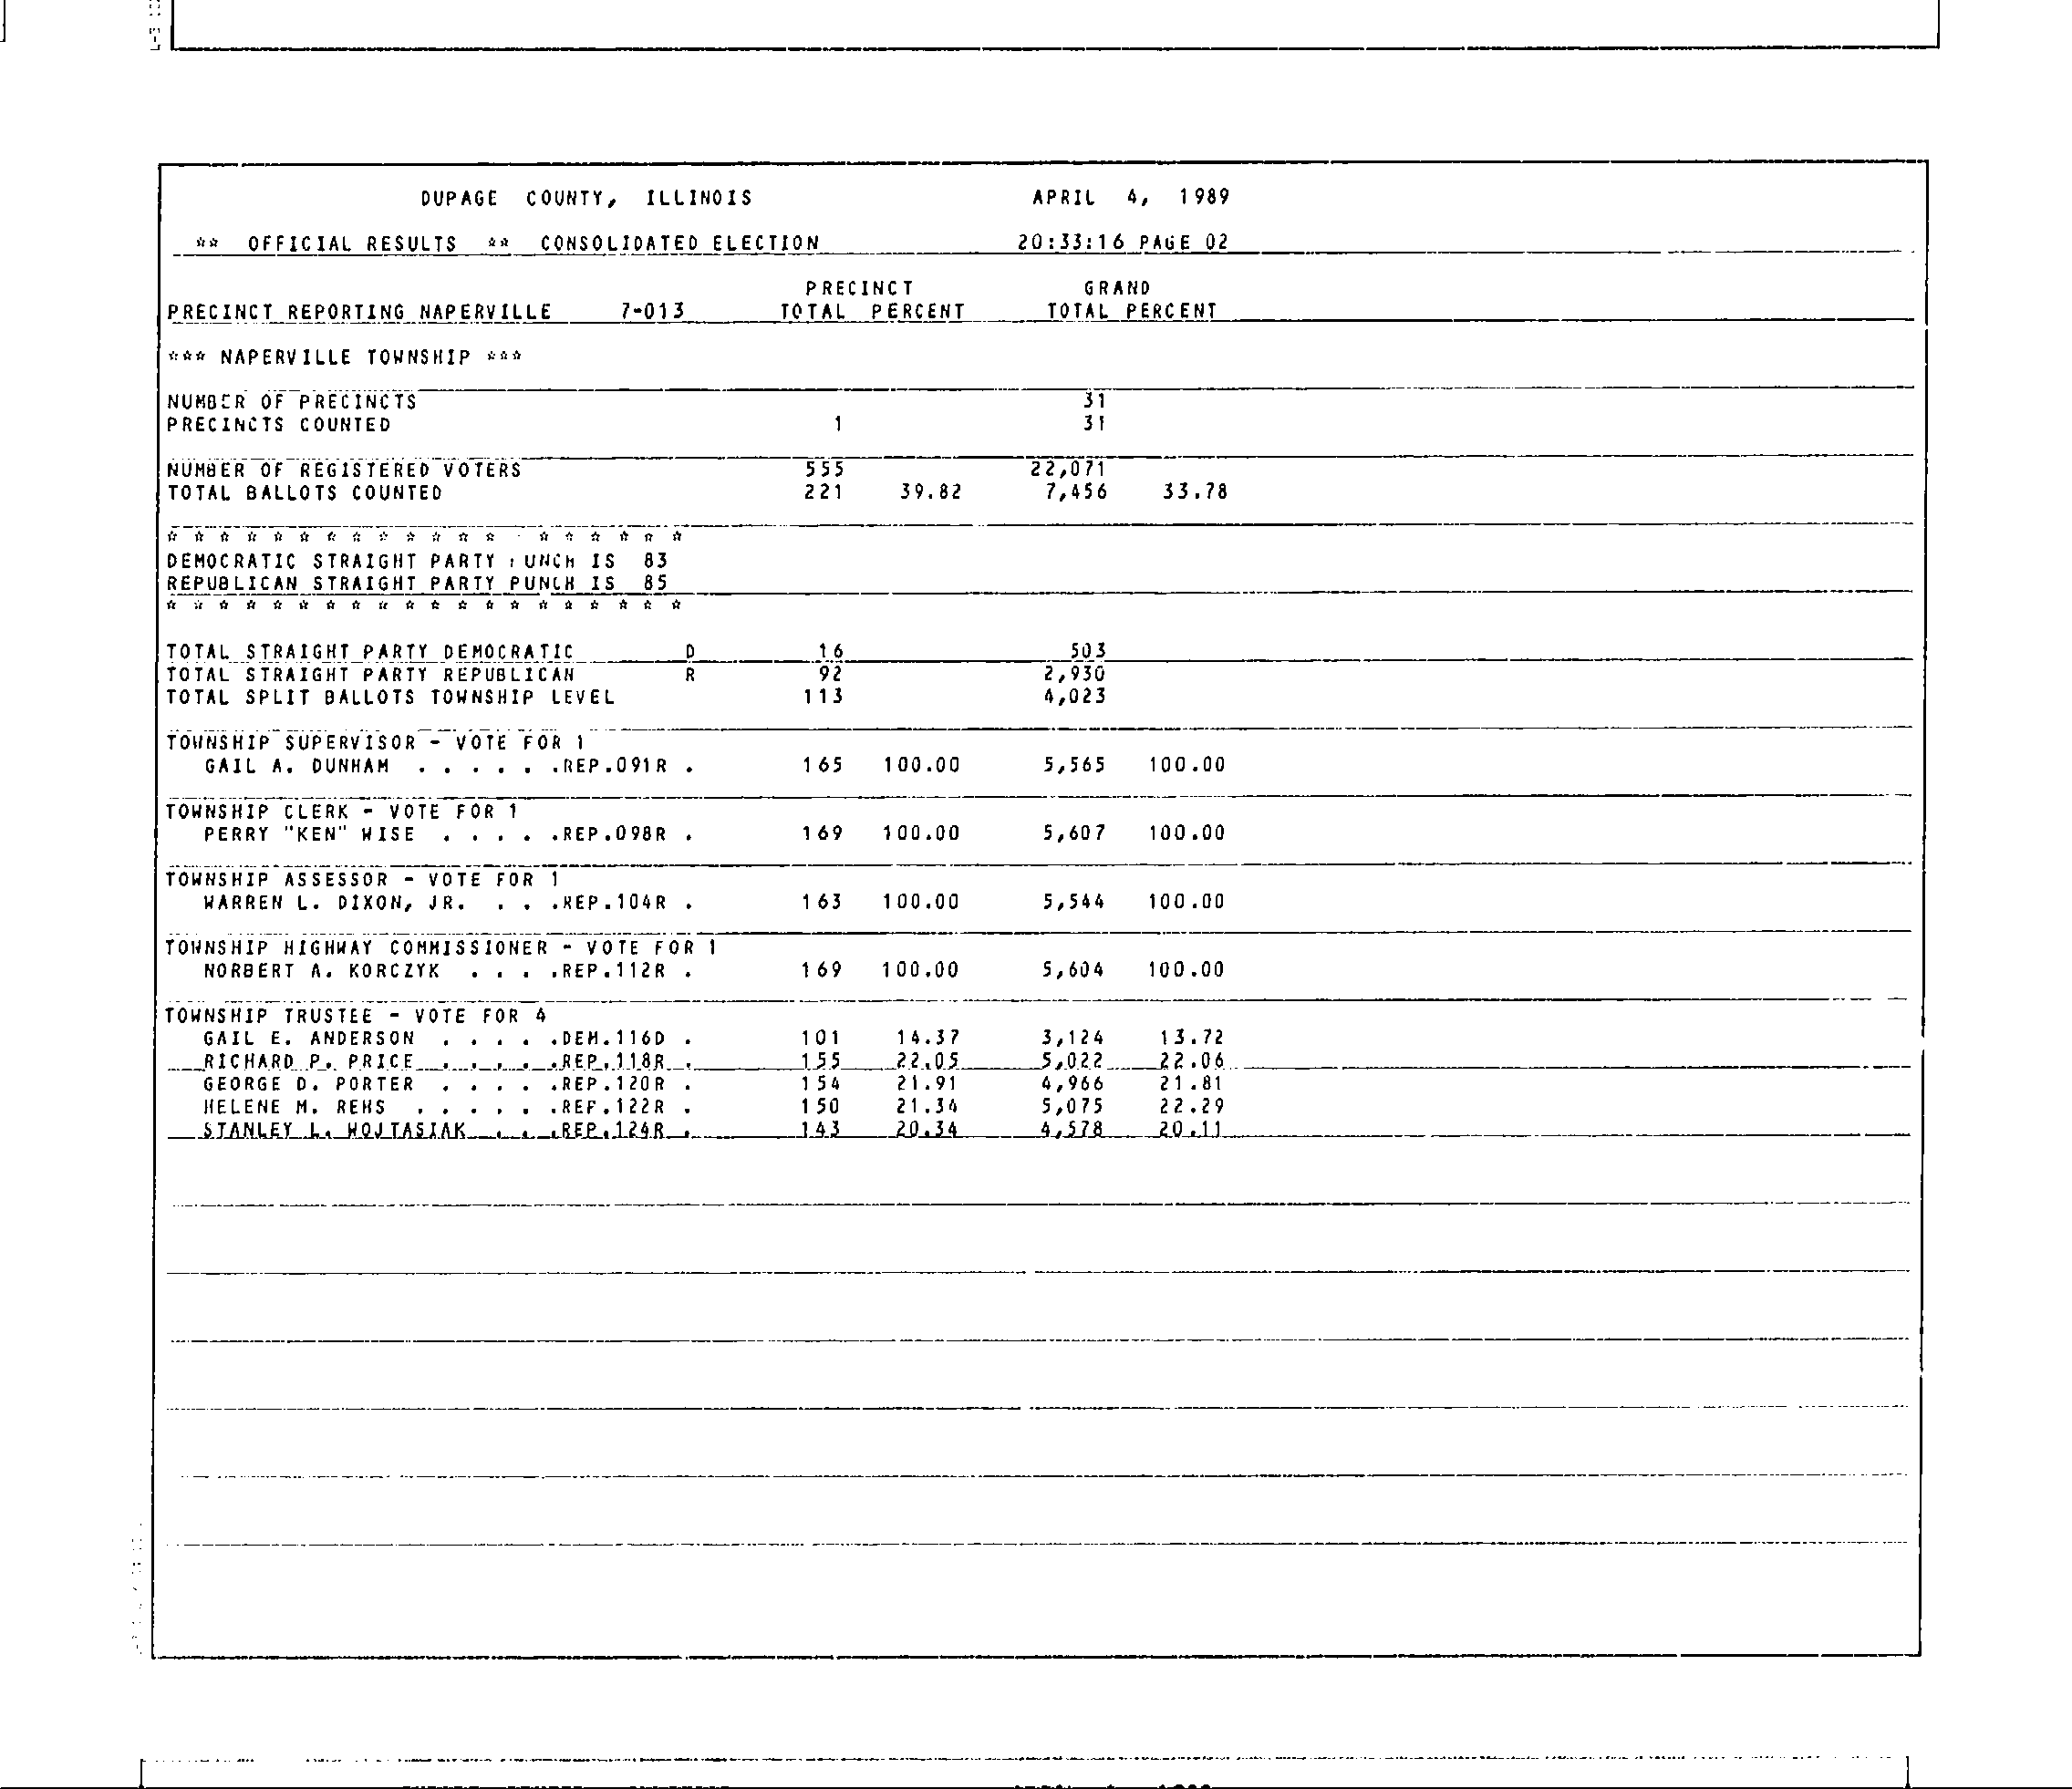 DUPAGE COUNTY, ILLINOIS APRIL 4, 1989
** OFFICIAL RESULTS ** CONSOLIDATED ELECTION 20:33:16 PAGE 02
PRECINCT GRAND
PRECINCT REPORTING NAPERVILLE 7-013 TOTAL PERCENT TOTAL PERCENT
*** NAPERVILLE TOWNSHIP ***
NUMBER OF PRECINCTS 31
PRECINCTS COUNTED 1 31
NUMBER OF REGISTERED VOTERS 555 22,071
TOTAL BALLOTS COUNTED 221 39.82 7,456 33.78
* * * * * * * * * * * * * * * * * * *
DEMOCRATIC STRAIGHT PARTY PUNCH IS 83
REPUBLICAN STRAIGHT PARTY PUNCH IS 85
* * * * * * * * * * * * * * * * * * * *
TOTAL STRAIGHT PARTY DEMOCRATIC D 16 503
TOTAL STRAIGHT PARTY REPUBLICAN R 92 2,930
TOTAL SPLIT BALLOTS TOWNSHIP LEVEL 113 4,023
TOWNSHIP SUPERVISOR - VOTE FOR 1
GAIL A. DUNHAM . . . . . .REP.091R . 165 100.00 5,565 100.00
TOWNSHIP CLERK - VOTE FOR 1
PERRY "KEN" WISE . . . . .REP.098R . 169 100.00 5,607 100.00
TOWNSHIP ASSESSOR - VOTE FOR 1
WARREN L. DIXON, JR. . . .REP.104R . 163 100.00 5,544 100.00
TOWNSHIP HIGHWAY COMMISSIONER - VOTE FOR 1
NORBERT A. KORCZYK . . . .REP.112R . 169 100.00 5,604 100.00
TOWNSHIP TRUSTEE - VOTE FOR 4
GAIL E. ANDERSON . . . . .DEM.116D . 101 14.37 3,124 13.72
RICHARD P. PRICE . . . . .REP.118R . 155 22.05 5,022 22.06
GEORGE D. PORTER . . . . .REP.120R . 154 21.91 4,966 21.81
HELENE M. REHS . . . . . .REP.122R . 150 21.34 5,075 22.29
STANLEY L. WOJTASIAK . . .REP.124R . 143 20.34 4,578 20.11